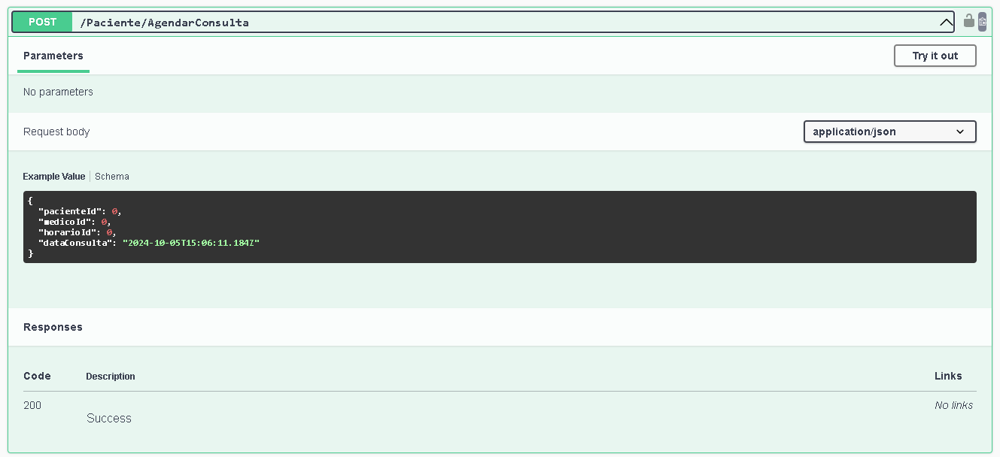 POST /Paciente/AgendarConsulta
Parameters
Try it out
No parameters
Request body
application/json
Example Value Schema
{
"pacienteId": 0,
"medicoId": 0,
"horarioId": 0,
"dataConsulta": "2024-10-05T15:06:11.184Z"
}
Responses
Code Description Links
200 Success No links